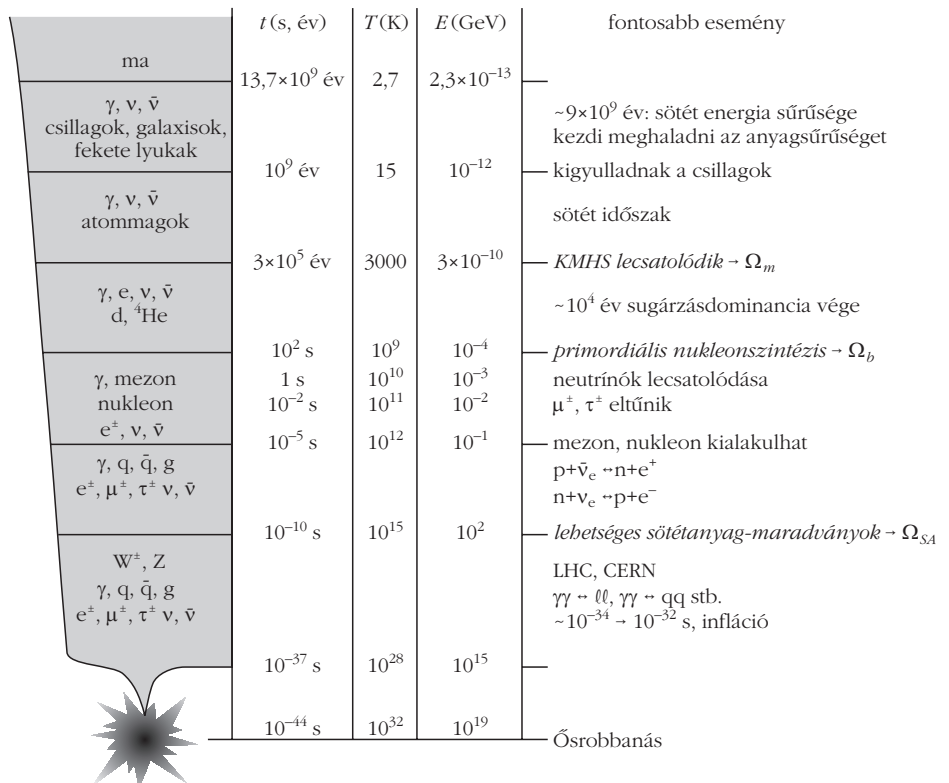 t (s, év) T (K) E (GeV) fontosabb esemény
ma
13,7×10⁹ év 2,7 2,3×10⁻¹³
γ, ν, ν̄
csillagok, galaxisok,
fekete lyukak
~9×10⁹ év: sötét energia sűrűsége
kezdi meghaladni az anyagsűrűséget
10⁹ év 15 10⁻¹² kigyulladnak a csillagok
γ, ν, ν̄
atommagok
sötét időszak
3×10⁵ év 3000 3×10⁻¹⁰ KMHS lecsatolódik → Ωₘ
γ, e, ν, ν̄
d, ⁴He
~10⁴ év sugárzásdominancia vége
10² s 10⁹ 10⁻⁴ primordiális nukleonszintézis → Ω_b
γ, mezon
nukleon
e±, ν, ν̄
1 s 10¹⁰ 10⁻³ neutrínók lecsatolódása
10⁻² s 10¹¹ 10⁻² μ±, τ± eltűnik
10⁻⁵ s 10¹² 10⁻¹ mezon, nukleon kialakulhat
γ, q, q̄, g
e±, μ±, τ± ν, ν̄
p+ν̄ₑ ↔ n+e⁺
n+νₑ ↔ p+e⁻
10⁻¹⁰ s 10¹⁵ 10² lehetséges sötétanyag-maradványok → Ω_SA
W±, Z
γ, q, q̄, g
e±, μ±, τ± ν, ν̄
LHC, CERN
γγ ↔ ℓℓ, γγ ↔ qq stb.
~10⁻³⁴ → 10⁻³² s, infláció
10⁻³⁷ s 10²⁸ 10¹⁵
10⁻⁴⁴ s 10³² 10¹⁹ Ősrobbanás